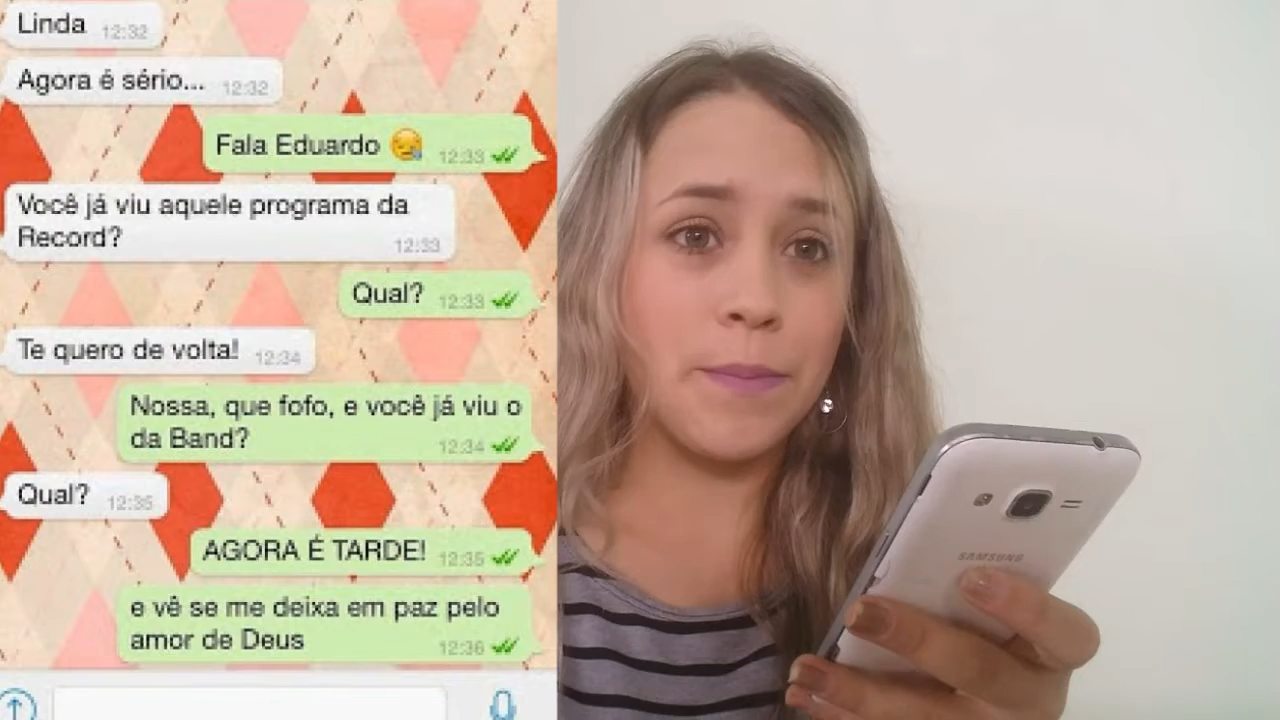 Linda 12:32
Agora é sério... 12:32
Fala Eduardo 😪 12:33
Você já viu aquele programa da
Record? 12:33
Qual? 12:33
Te quero de volta! 12:34
Nossa, que fofo, e você já viu o
da Band? 12:34
Qual? 12:35
AGORA É TARDE! 12:35
e vê se me deixa em paz pelo
amor de Deus 12:36
SAMSUNG